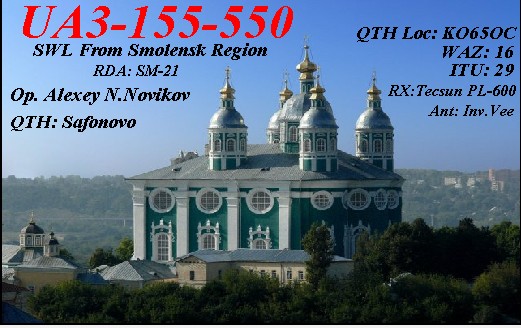 UA3-155-550
SWL From Smolensk Region
RDA: SM-21
Op. Alexey N.Novikov
QTH: Safonovo
QTH Loc: KO65OC
WAZ: 16
ITU: 29
RX:Tecsun PL-600
Ant: Inv.Vee